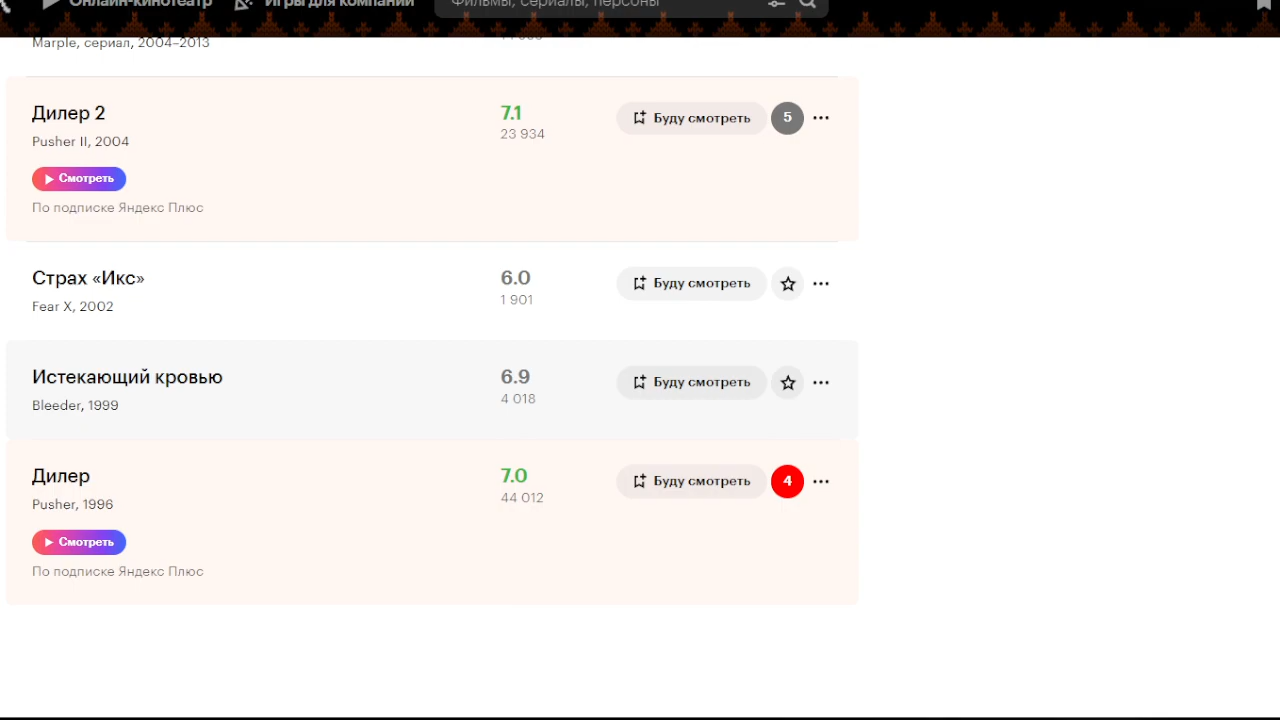 Онлайн-кинотеатр
Игры для компании
Фильмы, сериалы, персоны
Marple, сериал, 2004–2013
Дилер 2
7.1
Буду смотреть
5
23 934
Pusher II, 2004
Смотреть
По подписке Яндекс Плюс
Страх «Икс»
6.0
Буду смотреть
1 901
Fear X, 2002
Истекающий кровью
6.9
Буду смотреть
4 018
Bleeder, 1999
Дилер
7.0
Буду смотреть
4
44 012
Pusher, 1996
Смотреть
По подписке Яндекс Плюс